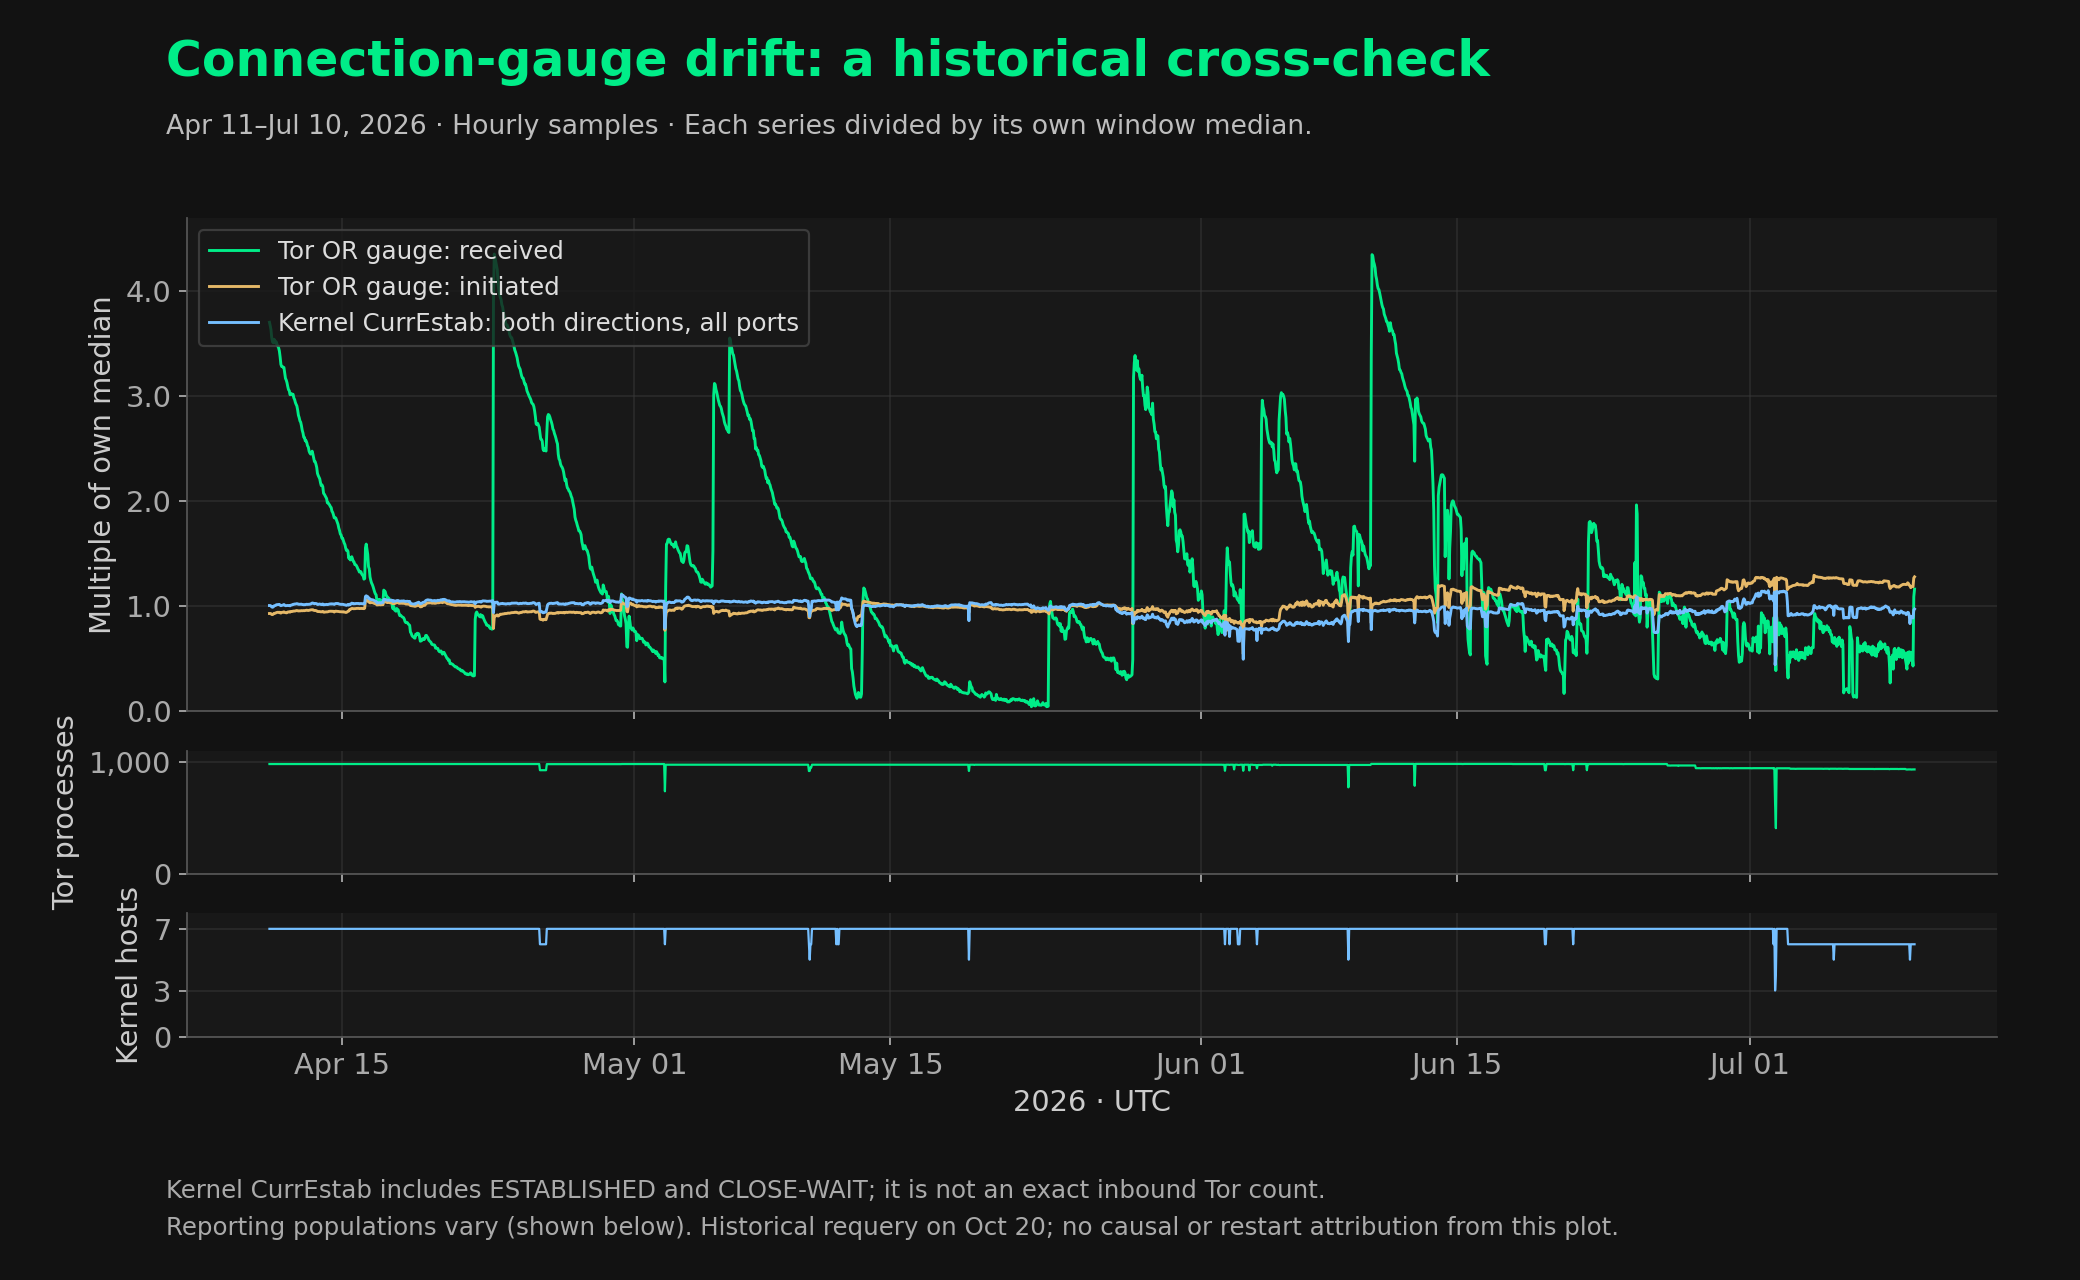 Connection-gauge drift: a historical cross-check
Apr 11–Jul 10, 2026 · Hourly samples · Each series divided by its own window median.
Tor OR gauge: received
Tor OR gauge: initiated
Kernel CurrEstab: both directions, all ports
Multiple of own median
4.0
3.0
2.0
1.0
0.0
Tor processes
1,000
0
Kernel hosts
7
3
0
Apr 15
May 01
May 15
Jun 01
Jun 15
Jul 01
2026 · UTC
Kernel CurrEstab includes ESTABLISHED and CLOSE-WAIT; it is not an exact inbound Tor count.
Reporting populations vary (shown below). Historical requery on Oct 20; no causal or restart attribution from this plot.